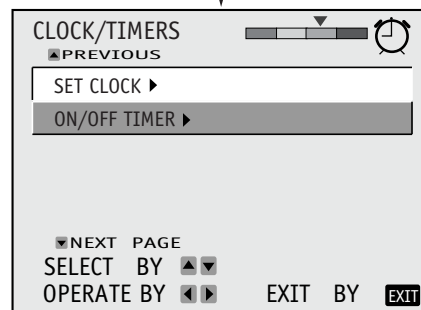 CLOCK/TIMERS
▲PREVIOUS
SET CLOCK ▶
ON/OFF TIMER ▶
▼NEXT PAGE
SELECT BY ▲▼
OPERATE BY ◀▶ EXIT BY EXIT